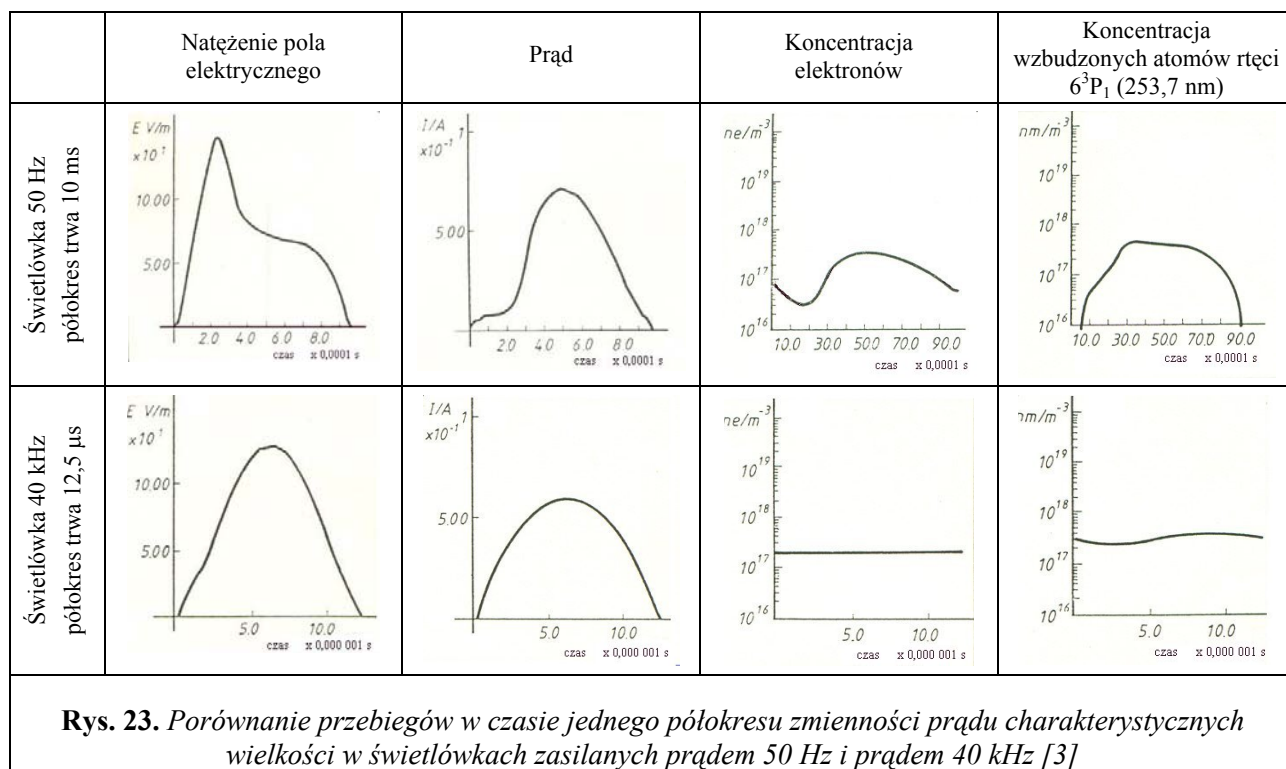 Natężenie pola
elektrycznego
Prąd
Koncentracja
elektronów
Koncentracja
wzbudzonych atomów rtęci
6³P₁ (253,7 nm)
Świetlówka 50 Hz
półokres trwa 10 ms
E V/m
x10¹
10.00
5.00
2.0 4.0 6.0 8.0
czas x 0,0001 s
I/A 1
x10⁻¹
5.00
2.0 4.0 6.0 8.0
czas x 0,0001 s
ne/m⁻³
10¹⁹
10¹⁸
10¹⁷
10¹⁶
10.0 30.0 50.0 70.0 90.0
czas x 0,0001 s
nm/m⁻³
10¹⁹
10¹⁸
10¹⁷
10¹⁶
10.0 30.0 500 70.0 90.0
czas x 0,0001 s
Świetlówka 40 kHz
półokres trwa 12,5 µs
E V/m
x10¹
10.00
5.00
5.0 10.0
czas x 0,000 001 s
I/A 1
x10⁻¹
5.00
5.0 10.0
czas x 0,000 001 s
ne/m⁻³
10¹⁹
10¹⁸
10¹⁷
10¹⁶
5.0 10.0
czas x 0,000 001 s
nm/m⁻³
10¹⁹
10¹⁸
10¹⁷
10¹⁶
5.0 10.0
czas x 0,000 001 s
Rys. 23. Porównanie przebiegów w czasie jednego półokresu zmienności prądu charakterystycznych
wielkości w świetlówkach zasilanych prądem 50 Hz i prądem 40 kHz [3]